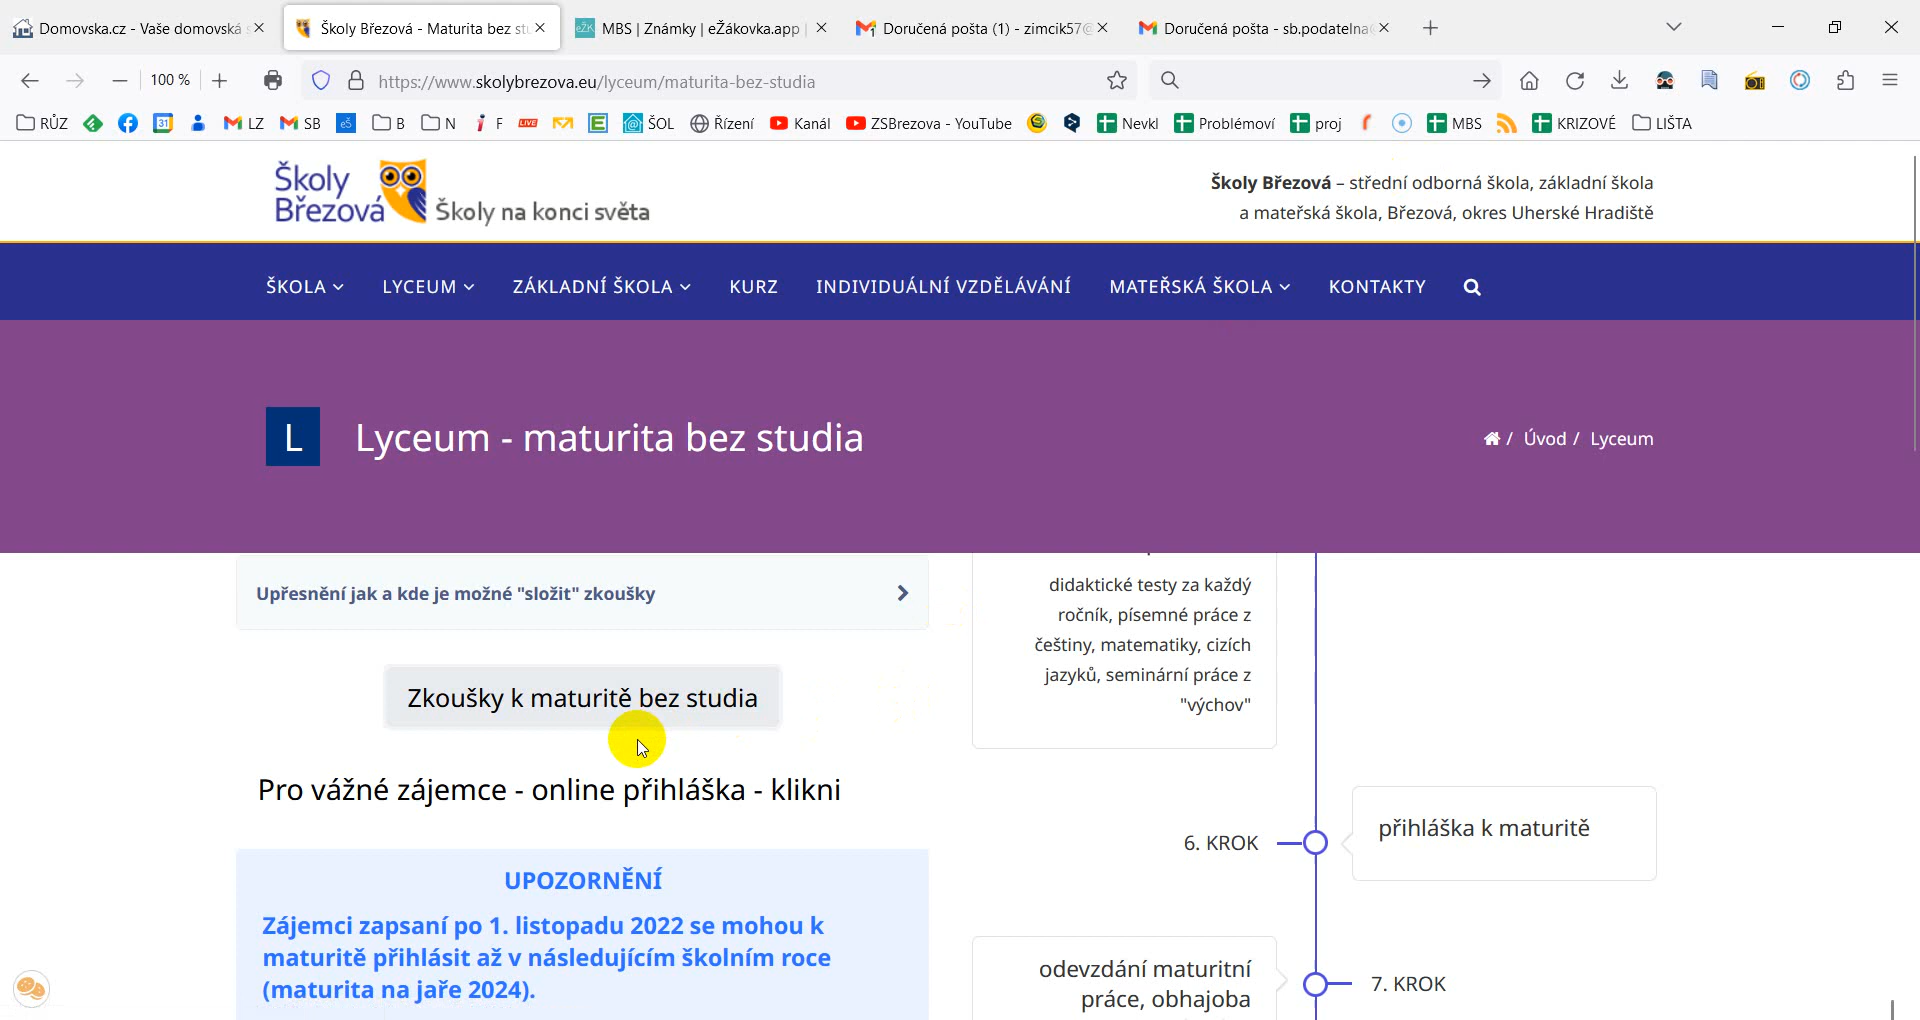 Domovska.cz - Vaše domovská s
Školy Březová - Maturita bez stu
MBS | Známky | eŽákovka.app |
Doručená pošta (1) - zimcik57@
Doručená pošta - sb.podatelna@
100 %
https://www.skolybrezova.eu/lyceum/maturita-bez-studia
RŮZ
31
LZ
SB
eŠ
B
N
F
LIVE
ŠOL
Řízení
Kanál
ZSBrezova - YouTube
Nevkl
Problémoví
proj
MBS
KRIZOVÉ
LIŠTA
Školy
Březová
Školy na konci světa
Školy Březová – střední odborná škola, základní škola
a mateřská škola, Březová, okres Uherské Hradiště
ŠKOLA
LYCEUM
ZÁKLADNÍ ŠKOLA
KURZ
INDIVIDUÁLNÍ VZDĚLÁVÁNÍ
MATEŘSKÁ ŠKOLA
KONTAKTY
L
Lyceum - maturita bez studia
/ Úvod / Lyceum
Upřesnění jak a kde je možné "složit" zkoušky
Zkoušky k maturitě bez studia
Pro vážné zájemce - online přihláška - klikni
UPOZORNĚNÍ
Zájemci zapsaní po 1. listopadu 2022 se mohou k
maturitě přihlásit až v následujícím školním roce
(maturita na jaře 2024).
didaktické testy za každý
ročník, písemné práce z
češtiny, matematiky, cizích
jazyků, seminární práce z
"výchov"
6. KROK
přihláška k maturitě
odevzdání maturitní
práce, obhajoba
7. KROK